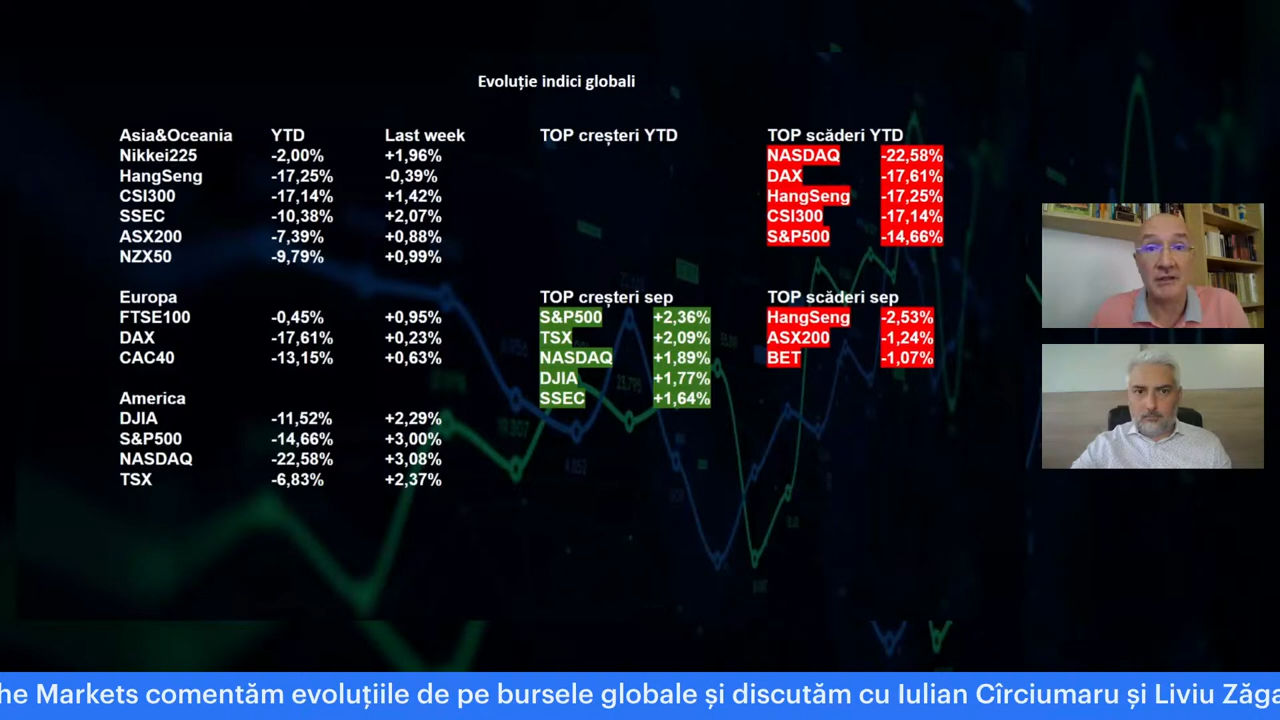 Evoluție indici globali
Asia&Oceania YTD Last week
Nikkei225 -2,00% +1,96%
HangSeng -17,25% -0,39%
CSI300 -17,14% +1,42%
SSEC -10,38% +2,07%
ASX200 -7,39% +0,88%
NZX50 -9,79% +0,99%
Europa
FTSE100 -0,45% +0,95%
DAX -17,61% +0,23%
CAC40 -13,15% +0,63%
America
DJIA -11,52% +2,29%
S&P500 -14,66% +3,00%
NASDAQ -22,58% +3,08%
TSX -6,83% +2,37%
TOP creșteri YTD
TOP scăderi YTD
NASDAQ -22,58%
DAX -17,61%
HangSeng -17,25%
CSI300 -17,14%
S&P500 -14,66%
TOP creșteri sep
S&P500 +2,36%
TSX +2,09%
NASDAQ +1,89%
DJIA +1,77%
SSEC +1,64%
TOP scăderi sep
HangSeng -2,53%
ASX200 -1,24%
BET -1,07%
he Markets comentăm evoluțiile de pe bursele globale și discutăm cu Iulian Cîrciumaru și Liviu Zăga